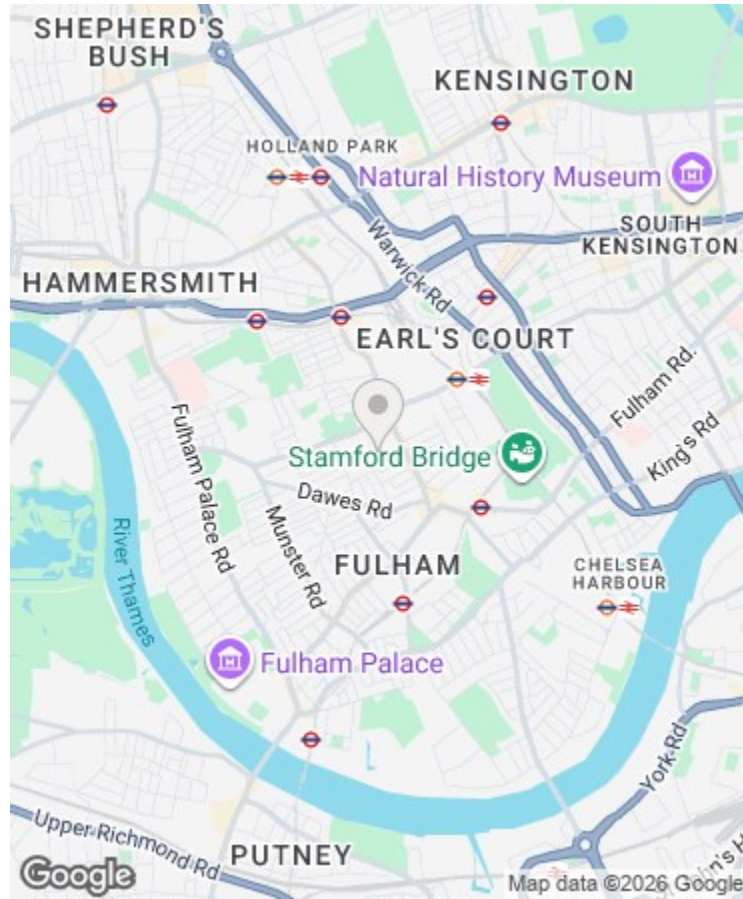 SHEPHERD'S
BUSH
KENSINGTON
HOLLAND PARK
Natural History Museum
SOUTH
KENSINGTON
Warwick Rd
HAMMERSMITH
EARL'S COURT
Fulham Rd.
King's Rd
Fulham Palace Rd
Stamford Bridge
Dawes Rd
Munster Rd
River Thames
FULHAM
CHELSEA
HARBOUR
Fulham Palace
York Rd
Upper Richmond Rd
PUTNEY
Google
Map data ©2026 Google